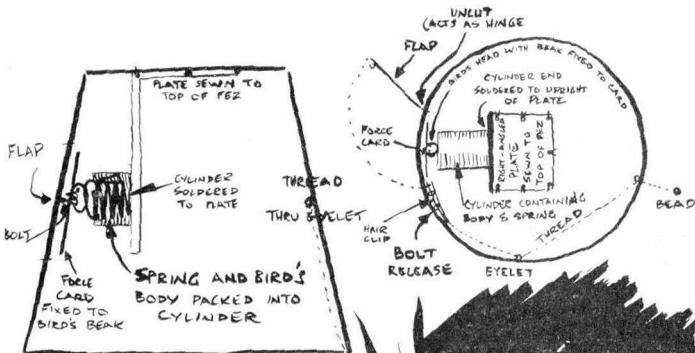 PLATE SEWN TO
TOP OF FEZ
FLAP
BOLT
FORCE
CARD
FIXED TO
BIRD'S BEAK
CYLINDER
SOLDERED
TO PLATE
SPRING AND BIRD'S
BODY PACKED INTO
CYLINDER
THREAD
THRU EYELET
UNCUT
(ACTS AS HINGE
FLAP
BIRDS HEAD WITH BEAK FIXED TO CARD
CYLINDER END
SOLDERED TO UPRIGHT
OF PLATE
FORCE
CARD
RIGHT-ANGLED
PLATE
SEWN TO
TOP OF FEZ
CYLINDER CONTAINING
BODY & SPRING
HAIR
CLIP
BOLT
RELEASE
THREAD
EYELET
BEAD